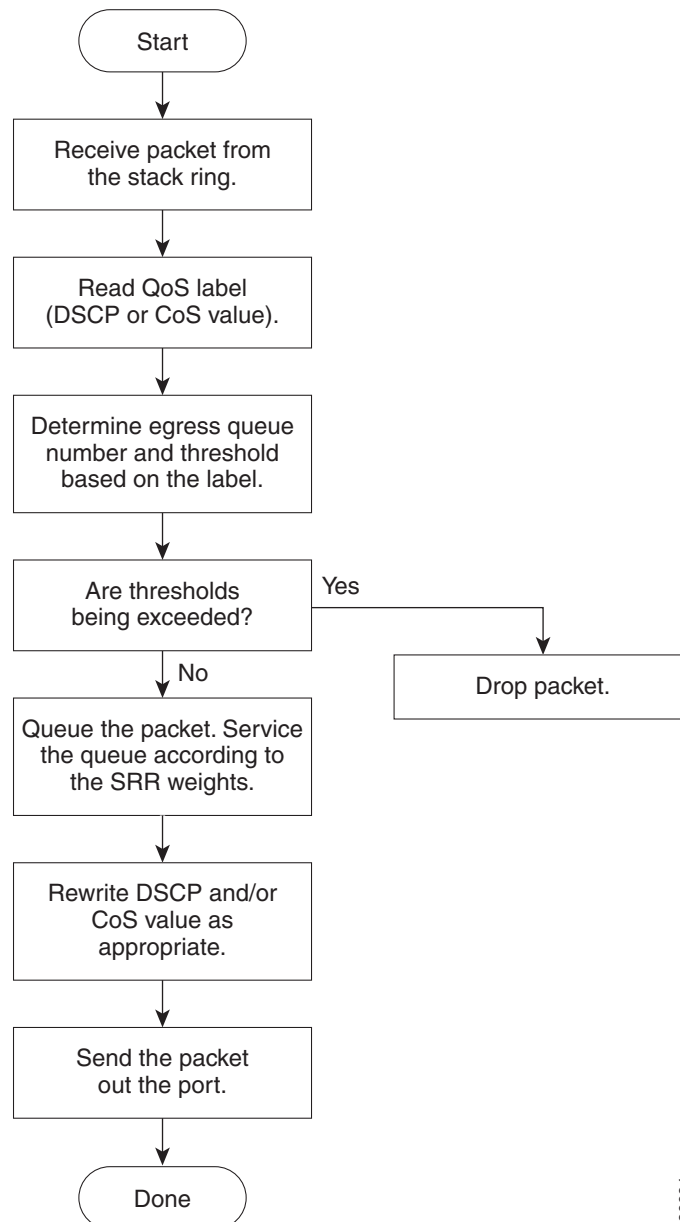 Start
Receive packet from
the stack ring.
Read QoS label
(DSCP or CoS value).
Determine egress queue
number and threshold
based on the label.
Are thresholds
being exceeded?
Yes
No
Drop packet.
Queue the packet. Service
the queue according to
the SRR weights.
Rewrite DSCP and/or
CoS value as
appropriate.
Send the packet
out the port.
Done